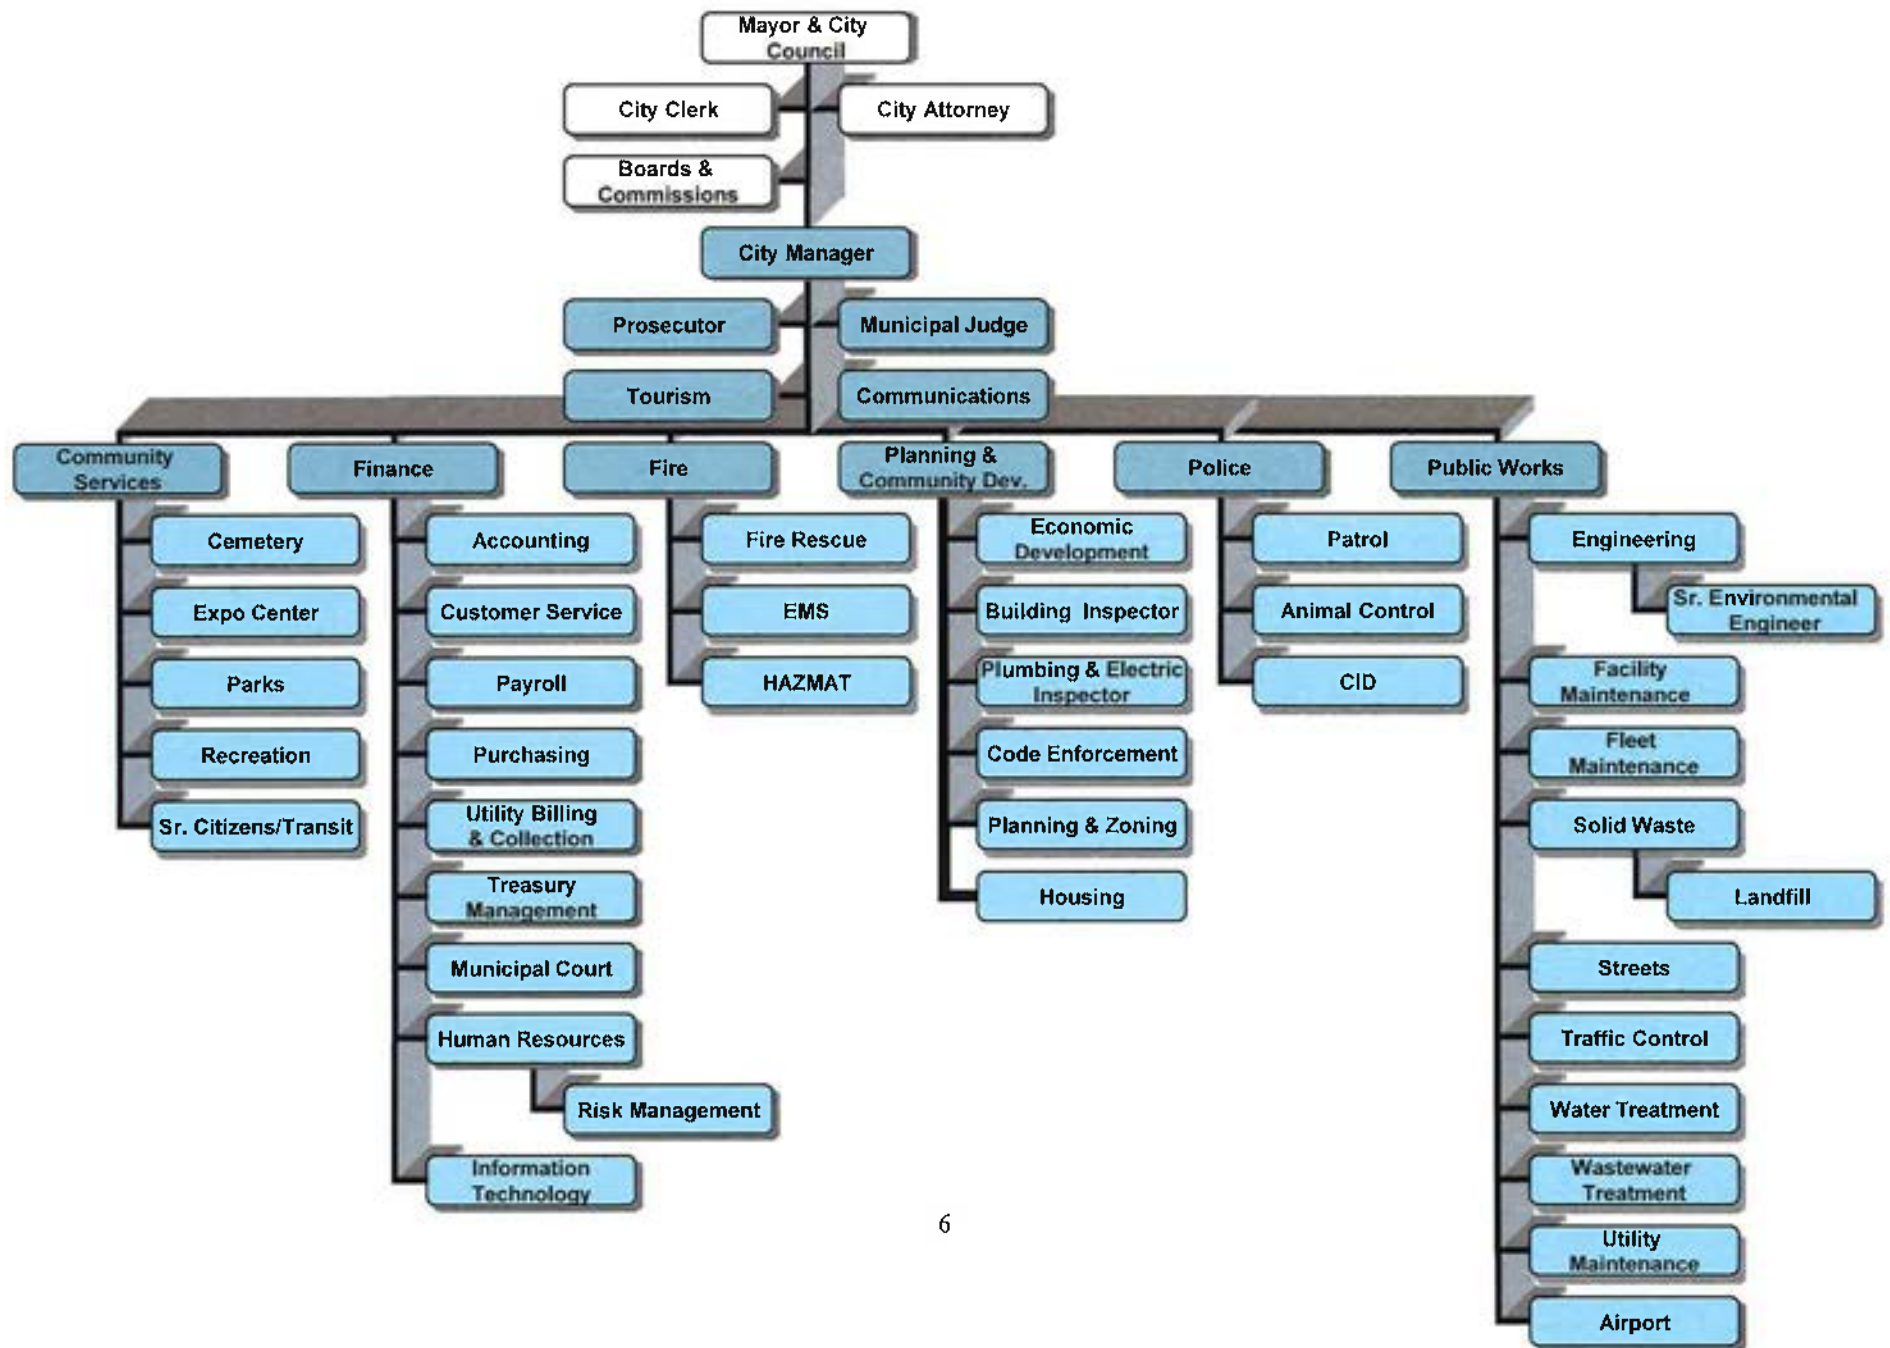 Mayor & City
Council
City Clerk
City Attorney
Boards &
Commissions
City Manager
Prosecutor
Municipal Judge
Tourism
Communications
Community
Services
Finance
Fire
Planning &
Community Dev.
Police
Public Works
Cemetery
Expo Center
Parks
Recreation
Sr. Citizens/Transit
Accounting
Customer Service
Payroll
Purchasing
Utility Billing
& Collection
Treasury
Management
Municipal Court
Human Resources
Risk Management
Information
Technology
Fire Rescue
EMS
HAZMAT
Economic
Development
Building Inspector
Plumbing & Electric
Inspector
Code Enforcement
Planning & Zoning
Housing
Patrol
Animal Control
CID
Engineering
Sr. Environmental
Engineer
Facility
Maintenance
Fleet
Maintenance
Solid Waste
Landfill
Streets
Traffic Control
Water Treatment
Wastewater
Treatment
Utility
Maintenance
Airport
6